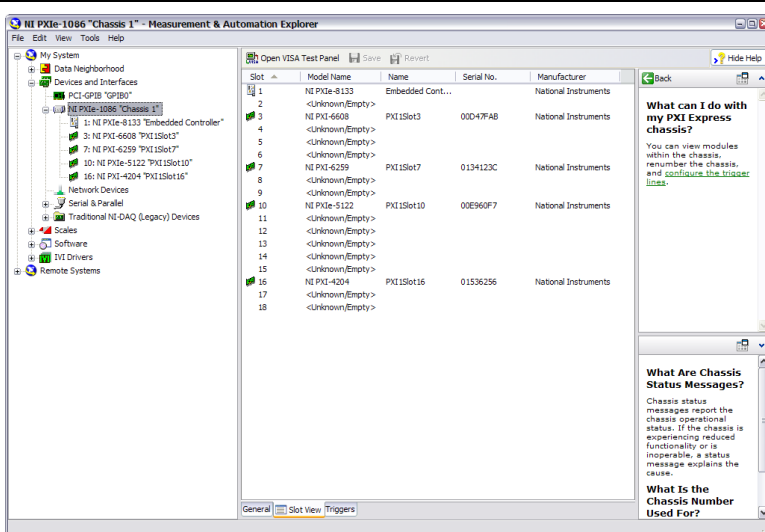 NI PXIe-1086 "Chassis 1" - Measurement & Automation Explorer
File Edit View Tools Help
My System
Data Neighborhood
Devices and Interfaces
PCI-GPIB "GPIB0"
NI PXIe-1086 "Chassis 1"
1: NI PXIe-8133 "Embedded Controller"
3: NI PXI-6608 "PXI1Slot3"
7: NI PXI-6259 "PXI1Slot7"
10: NI PXIe-5122 "PXI1Slot10"
16: NI PXI-4204 "PXI1Slot16"
Network Devices
Serial & Parallel
Traditional NI-DAQ (Legacy) Devices
Scales
Software
IVI Drivers
Remote Systems
Open VISA Test Panel Save Revert
Slot Model Name Name Serial No. Manufacturer
1 NI PXIe-8133 Embedded Cont... National Instruments
2 <Unknown/Empty>
3 NI PXI-6608 PXI1Slot3 00D47FAB National Instruments
4 <Unknown/Empty>
5 <Unknown/Empty>
6 <Unknown/Empty>
7 NI PXI-6259 PXI1Slot7 0134123C National Instruments
8 <Unknown/Empty>
9 <Unknown/Empty>
10 NI PXIe-5122 PXI1Slot10 00E960F7 National Instruments
11 <Unknown/Empty>
12 <Unknown/Empty>
13 <Unknown/Empty>
14 <Unknown/Empty>
15 <Unknown/Empty>
16 NI PXI-4204 PXI1Slot16 01536256 National Instruments
17 <Unknown/Empty>
18 <Unknown/Empty>
General Slot View Triggers
Hide Help
Back
What can I do with
my PXI Express
chassis?
You can view modules
within the chassis,
renumber the chassis,
and configure the trigger
lines.
What Are Chassis
Status Messages?
Chassis status
messages report the
chassis operational
status. If the chassis is
experiencing reduced
functionality or is
inoperable, a status
message explains the
cause.
What Is the
Chassis Number
Used For?